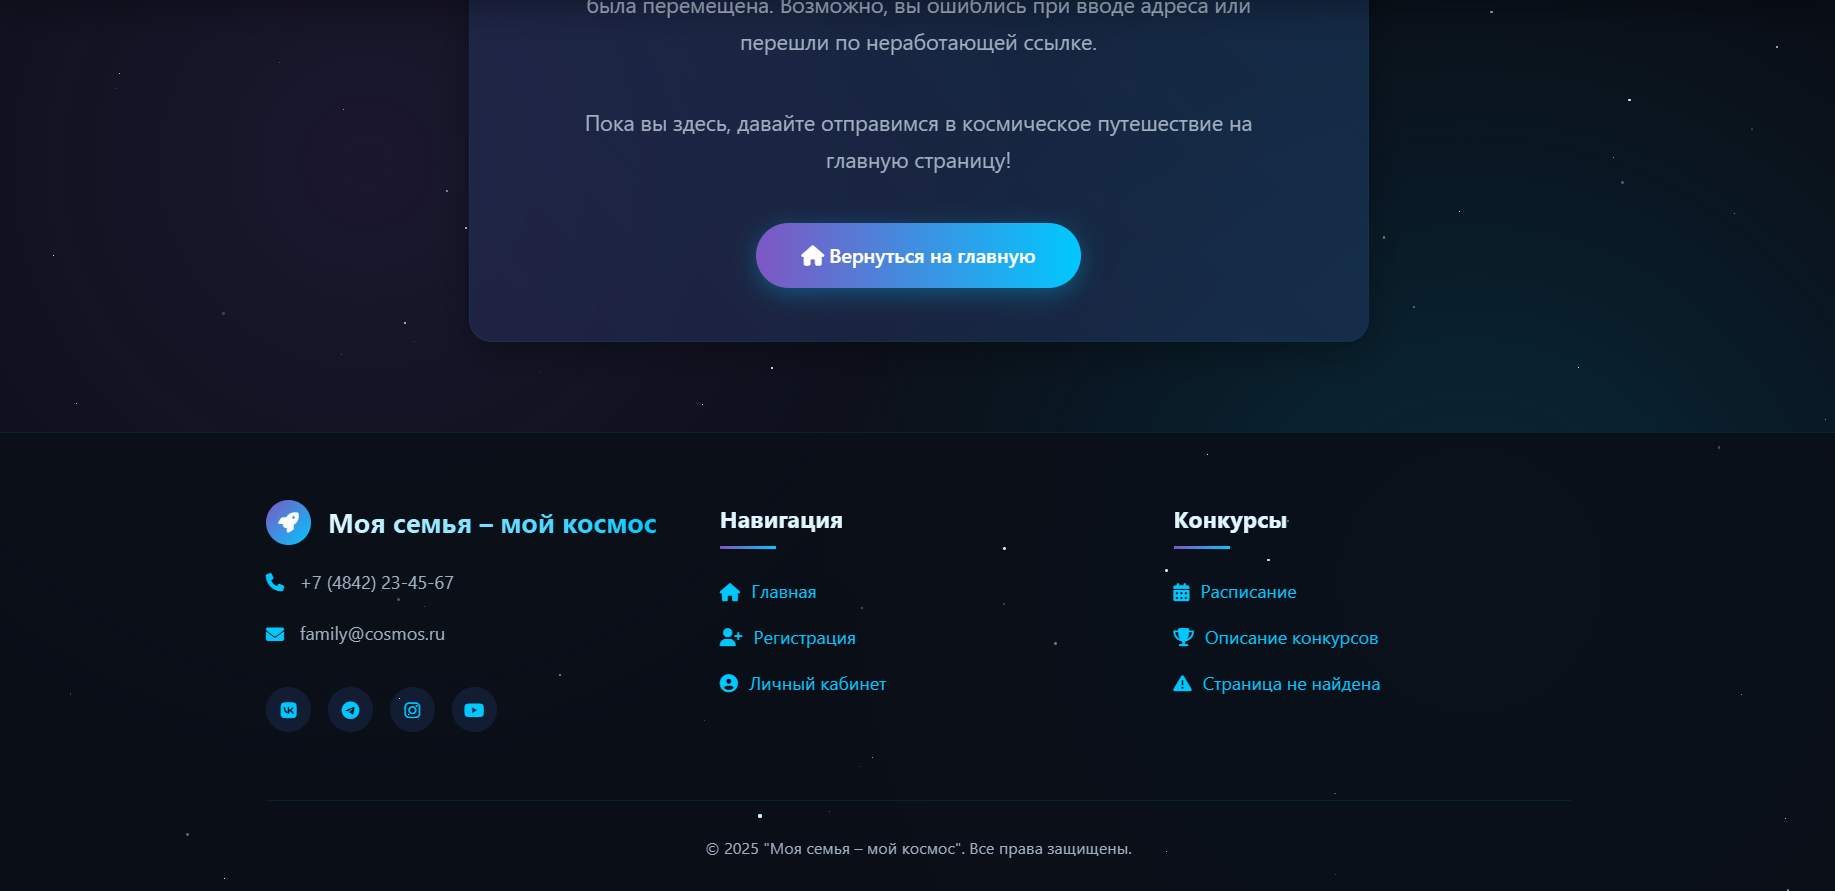 была перемещена. Возможно, вы ошиблись при вводе адреса или
перешли по неработающей ссылке.
Пока вы здесь, давайте отправимся в космическое путешествие на
главную страницу!
Вернуться на главную
Моя семья – мой космос
+7 (4842) 23-45-67
family@cosmos.ru
Навигация
Главная
Регистрация
Личный кабинет
Конкурсы
Расписание
Описание конкурсов
Страница не найдена
© 2025 "Моя семья – мой космос". Все права защищены.